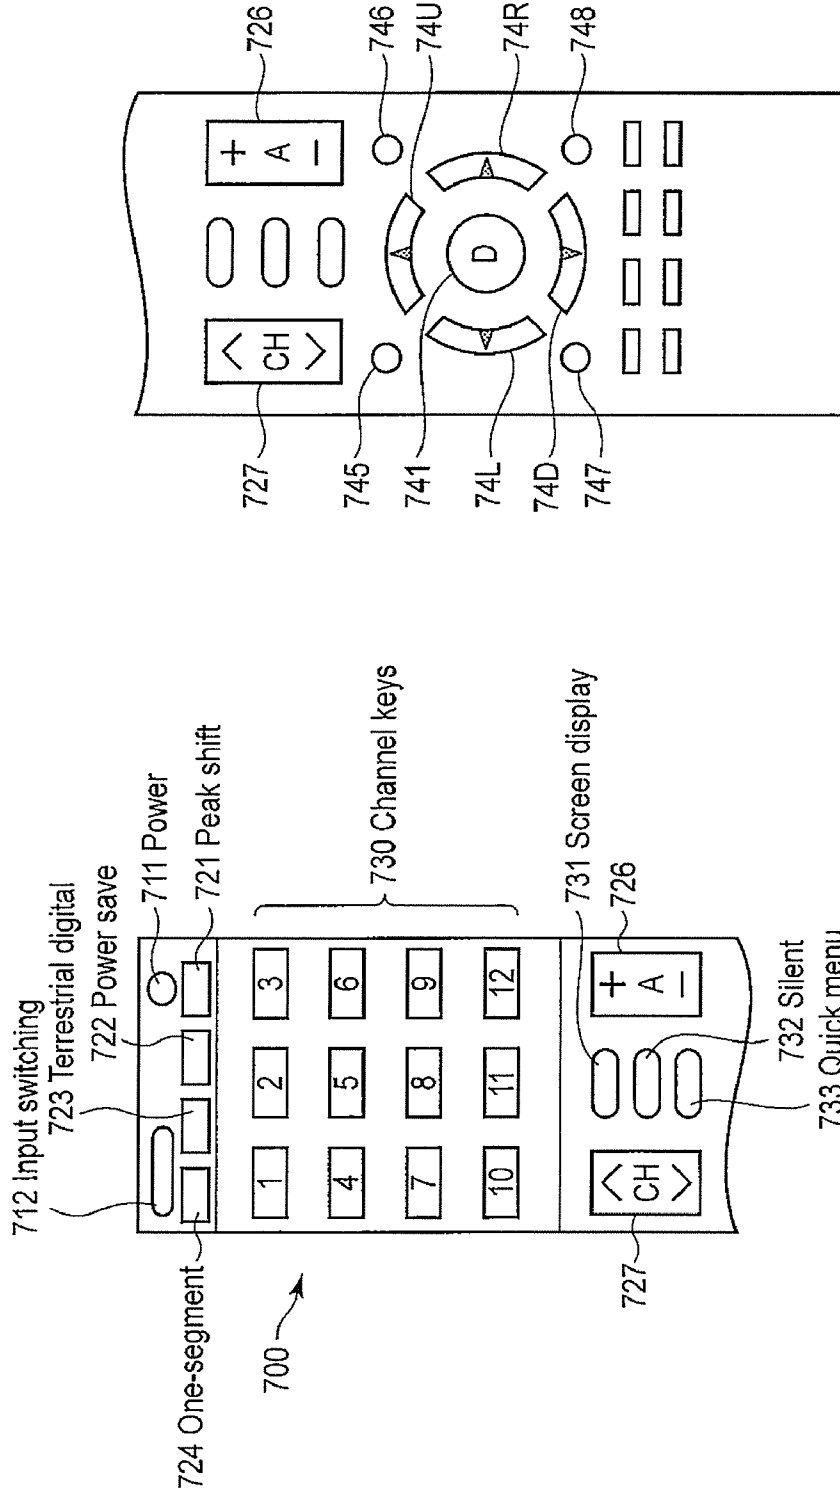 712 Input switching
723 Terrestrial digital
722 Power save
711 Power
721 Peak shift
724 One-segment
700
1
2
3
4
5
6
7
8
9
10
11
12
730 Channel keys
731 Screen display
726
+
A
−
CH
727
732 Silent
733 Quick menu
726
+
A
−
CH
727
746
74U
745
741
D
74R
74L
74D
748
747